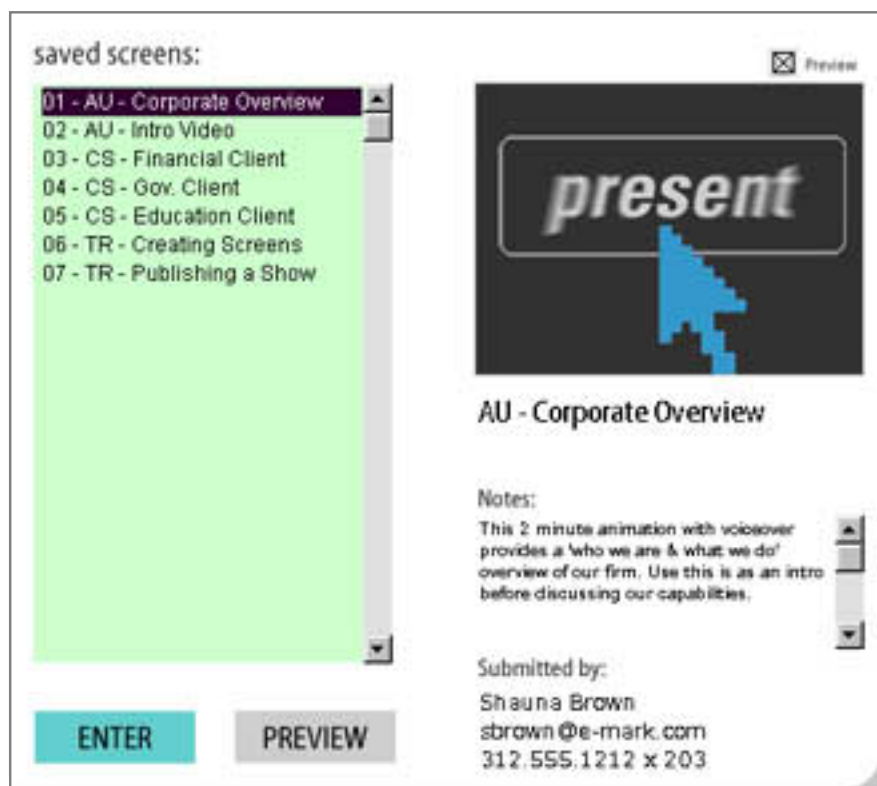 saved screens:
01 - AU - Corporate Overview
02 - AU - Intro Video
03 - CS - Financial Client
04 - CS - Gov. Client
05 - CS - Education Client
06 - TR - Creating Screens
07 - TR - Publishing a Show
ENTER
PREVIEW
Preview
present
AU - Corporate Overview
Notes:
This 2 minute animation with voiceover
provides a 'who we are & what we do'
overview of our firm. Use this is as an intro
before discussing our capabilities.
Submitted by:
Shauna Brown
sbrown@e-mark.com
312.555.1212 x 203